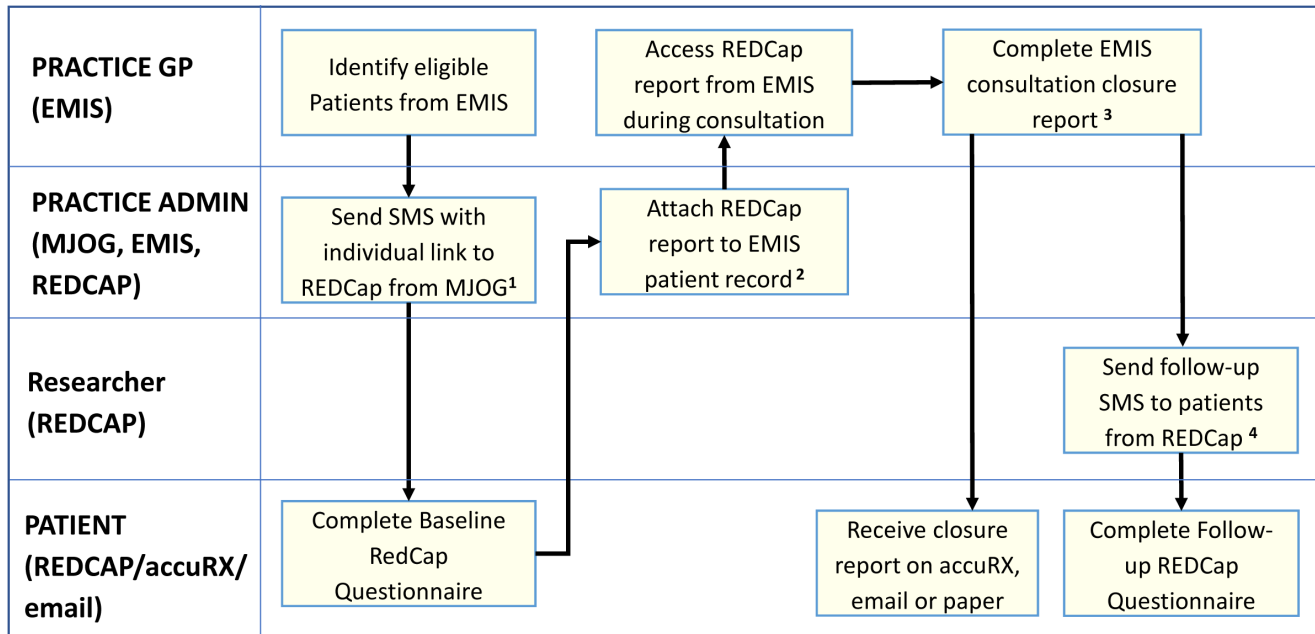 PRACTICE GP
(EMIS)
Identify eligible
Patients from EMIS
Access REDCap
report from EMIS
during consultation
Complete EMIS
consultation closure
report ³
PRACTICE ADMIN
(MJOG, EMIS,
REDCAP)
Send SMS with
individual link to
REDCap from MJOG¹
Attach REDCap
report to EMIS
patient record ²
Researcher
(REDCAP)
Send follow-up
SMS to patients
from REDCap ⁴
PATIENT
(REDCAP/accuRX/
email)
Complete Baseline
RedCap
Questionnaire
Receive closure
report on accuRX,
email or paper
Complete Follow-
up REDCap
Questionnaire